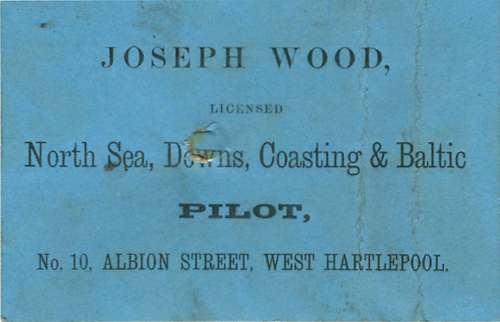 JOSEPH WOOD,
LICENSED
North Sea, Downs, Coasting & Baltic
PILOT,
No. 10, ALBION STREET, WEST HARTLEPOOL.